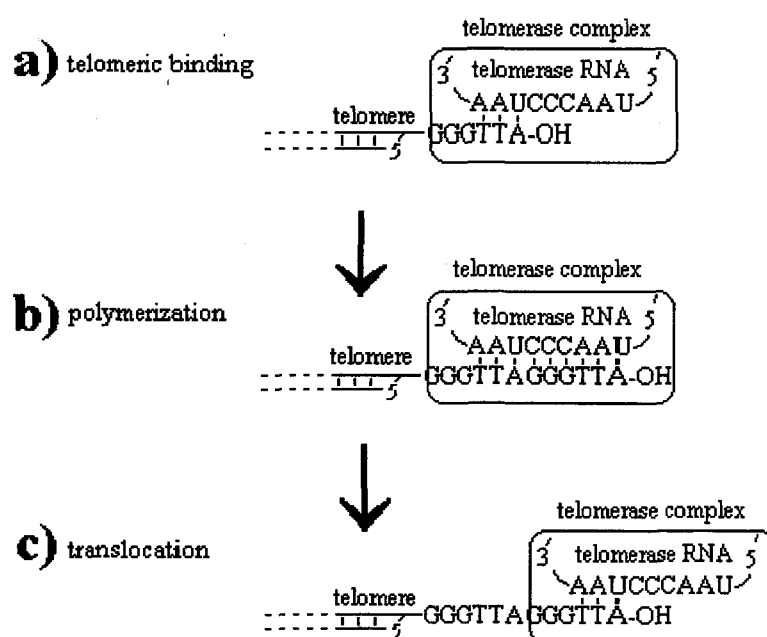 telomerase complex
a) telomeric binding
3′ telomerase RNA 5′
AAUCCCAAU
telomere
GGGTTA-OH
5
telomerase complex
b) polymerization
3′ telomerase RNA 5′
AAUCCCAAU
telomere
GGGTTAGGGTTA-OH
5
telomerase complex
c) translocation
3′ telomerase RNA 5′
AAUCCCAAU
telomere
GGGTTAGGGTTA-OH
5